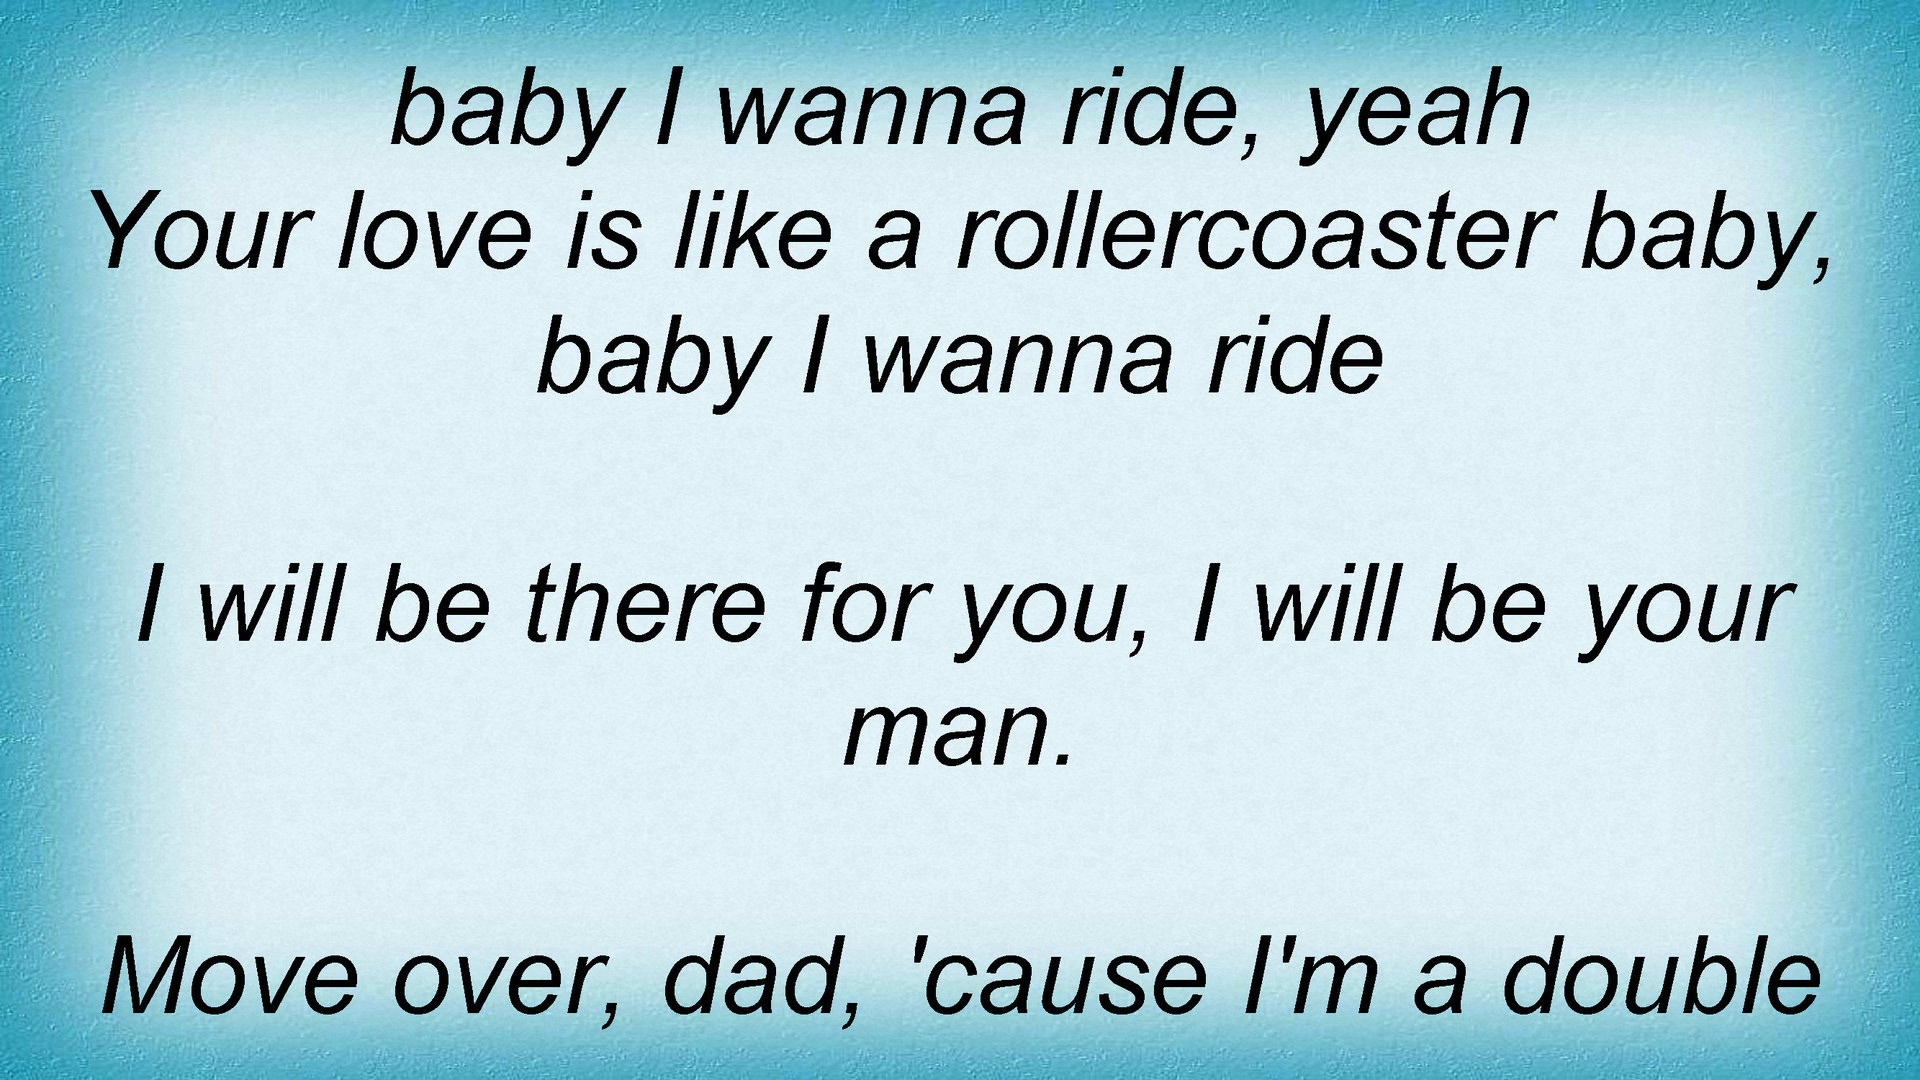 baby I wanna ride, yeah
Your love is like a rollercoaster baby,
baby I wanna ride
I will be there for you, I will be your
man.
Move over, dad, 'cause I'm a double